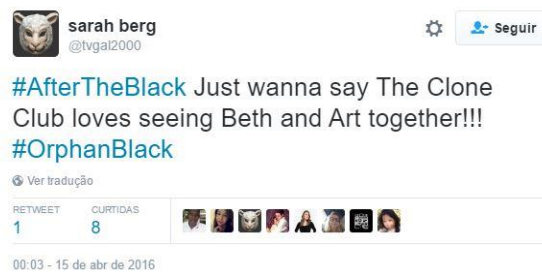 sarah berg
@tvgal2000
Seguir
#AfterTheBlack Just wanna say The Clone
Club loves seeing Beth and Art together!!!
#OrphanBlack
Ver tradução
RETWEET
CURTIDAS
1
8
00:03 - 15 de abr de 2016